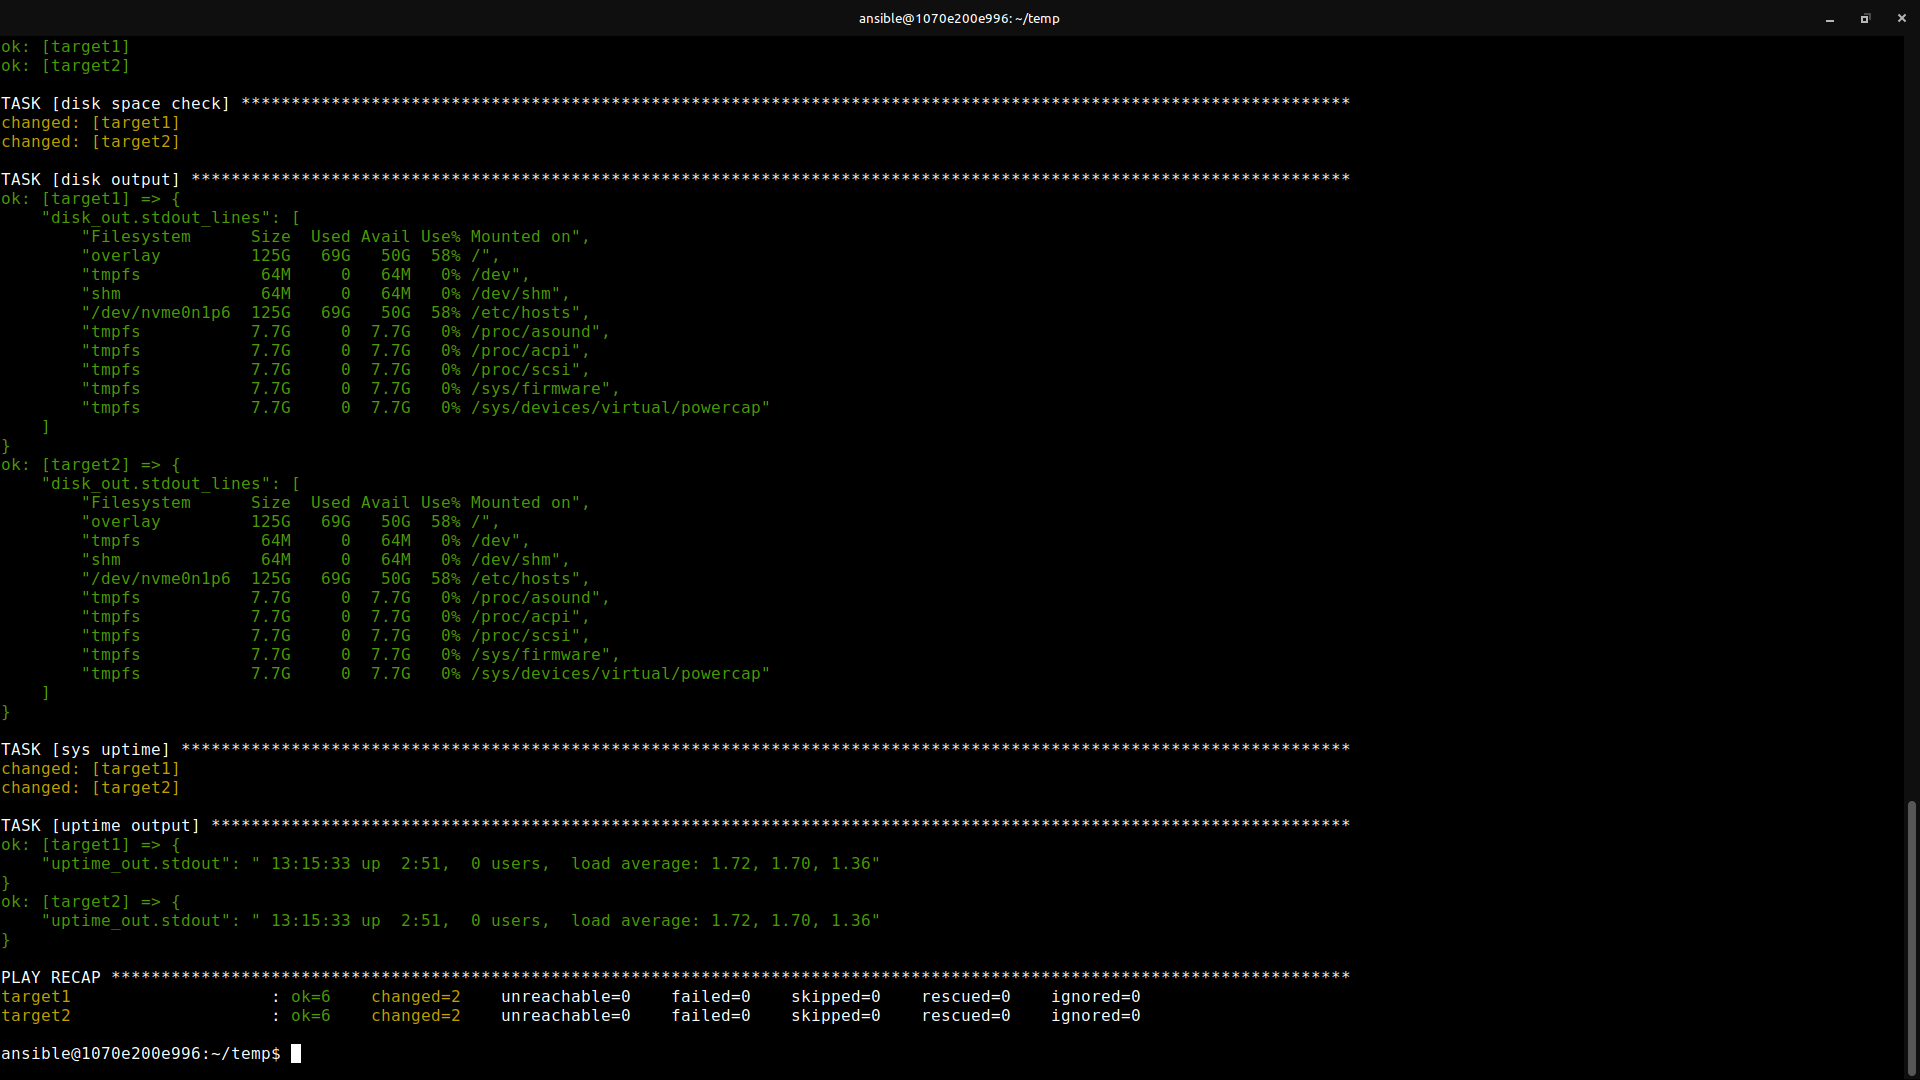 ansible@1070e200e996: ~/temp
ok: [target1]
ok: [target2]

TASK [disk space check] ***************************************************************************************************************
changed: [target1]
changed: [target2]

TASK [disk output] ********************************************************************************************************************
ok: [target1] => {
    "disk_out.stdout_lines": [
        "Filesystem      Size  Used Avail Use% Mounted on",
        "overlay         125G   69G   50G  58% /",
        "tmpfs            64M     0   64M   0% /dev",
        "shm              64M     0   64M   0% /dev/shm",
        "/dev/nvme0n1p6  125G   69G   50G  58% /etc/hosts",
        "tmpfs           7.7G     0  7.7G   0% /proc/asound",
        "tmpfs           7.7G     0  7.7G   0% /proc/acpi",
        "tmpfs           7.7G     0  7.7G   0% /proc/scsi",
        "tmpfs           7.7G     0  7.7G   0% /sys/firmware",
        "tmpfs           7.7G     0  7.7G   0% /sys/devices/virtual/powercap"
    ]
}
ok: [target2] => {
    "disk_out.stdout_lines": [
        "Filesystem      Size  Used Avail Use% Mounted on",
        "overlay         125G   69G   50G  58% /",
        "tmpfs            64M     0   64M   0% /dev",
        "shm              64M     0   64M   0% /dev/shm",
        "/dev/nvme0n1p6  125G   69G   50G  58% /etc/hosts",
        "tmpfs           7.7G     0  7.7G   0% /proc/asound",
        "tmpfs           7.7G     0  7.7G   0% /proc/acpi",
        "tmpfs           7.7G     0  7.7G   0% /proc/scsi",
        "tmpfs           7.7G     0  7.7G   0% /sys/firmware",
        "tmpfs           7.7G     0  7.7G   0% /sys/devices/virtual/powercap"
    ]
}

TASK [sys uptime] *********************************************************************************************************************
changed: [target1]
changed: [target2]

TASK [uptime output] ******************************************************************************************************************
ok: [target1] => {
    "uptime_out.stdout": " 13:15:33 up  2:51,  0 users,  load average: 1.72, 1.70, 1.36"
}
ok: [target2] => {
    "uptime_out.stdout": " 13:15:33 up  2:51,  0 users,  load average: 1.72, 1.70, 1.36"
}

PLAY RECAP ****************************************************************************************************************************
target1                    : ok=6    changed=2    unreachable=0    failed=0    skipped=0    rescued=0    ignored=0
target2                    : ok=6    changed=2    unreachable=0    failed=0    skipped=0    rescued=0    ignored=0

ansible@1070e200e996:~/temp$